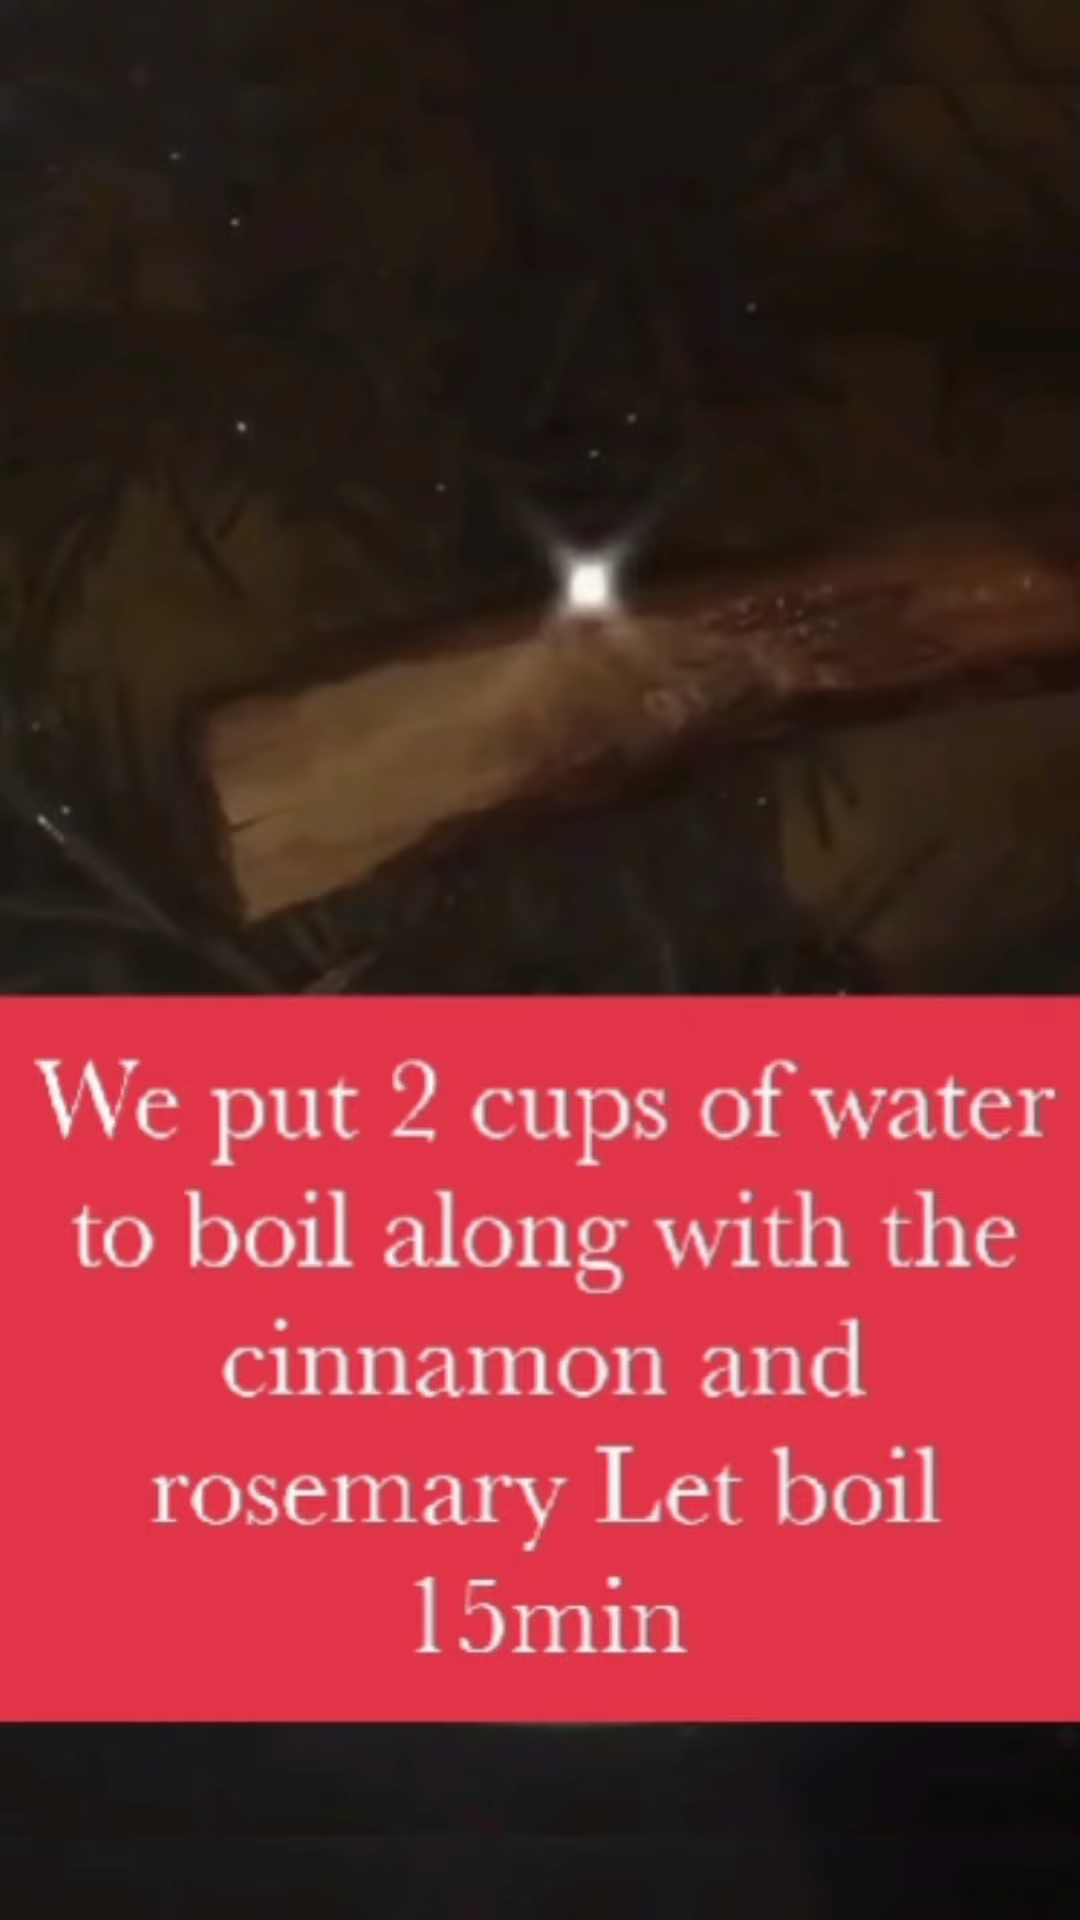 We put 2 cups of water
to boil along with the
cinnamon and
rosemary Let boil
15min